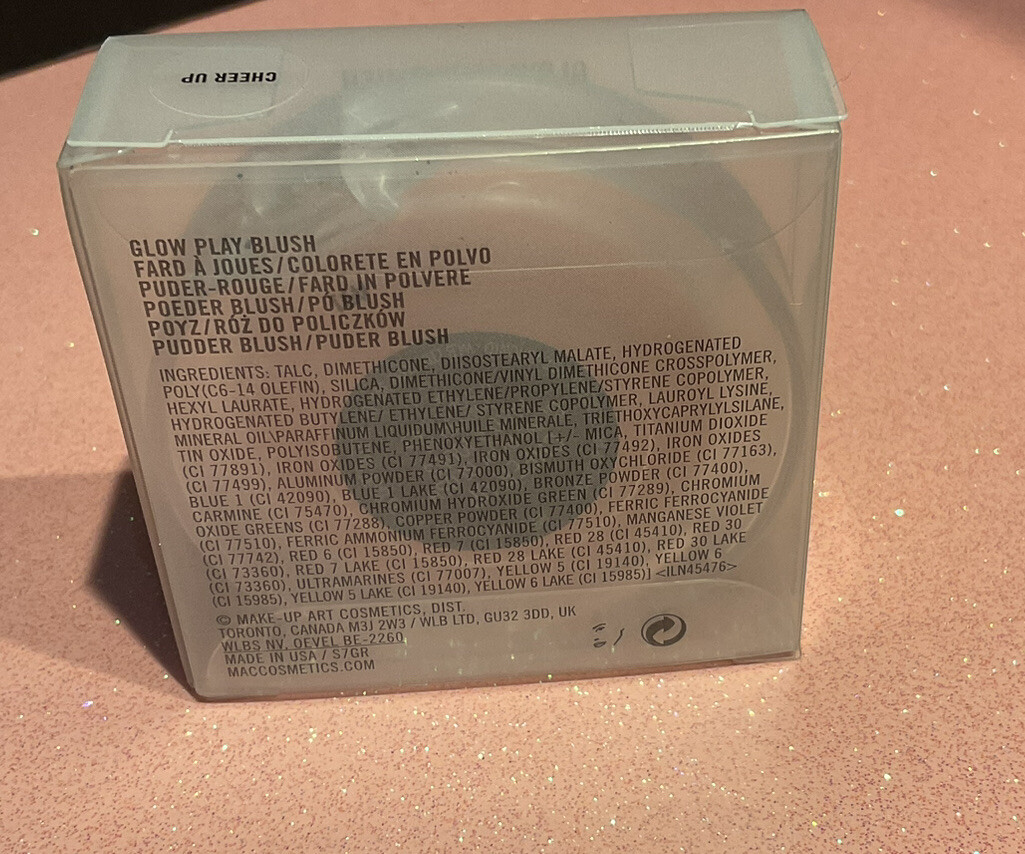 CHEER UP
GLOW PLAY BLUSH
FARD À JOUES/COLORETE EN POLVO
PUDER-ROUGE/FARD IN POLVERE
POEDER BLUSH/PÓ BLUSH
POYZ/RÓŻ DO POLICZKÓW
PUDDER BLUSH/PUDER BLUSH
INGREDIENTS: TALC, DIMETHICONE, DIISOSTEARYL MALATE, HYDROGENATED
POLY(C6-14 OLEFIN), SILICA, DIMETHICONE/VINYL DIMETHICONE CROSSPOLYMER,
HEXYL LAURATE, HYDROGENATED ETHYLENE/PROPYLENE/STYRENE COPOLYMER,
HYDROGENATED BUTYLENE/ ETHYLENE/ STYRENE COPOLYMER, LAUROYL LYSINE,
MINERAL OIL\PARAFFINUM LIQUIDUM\HUILE MINERALE, TRIETHOXYCAPRYLYLSILANE,
TIN OXIDE, POLYISOBUTENE, PHENOXYETHANOL [+/- MICA, TITANIUM DIOXIDE
(CI 77891), IRON OXIDES (CI 77491), IRON OXIDES (CI 77492), IRON OXIDES
(CI 77499), ALUMINUM POWDER (CI 77000), BISMUTH OXYCHLORIDE (CI 77163),
BLUE 1 (CI 42090), BLUE 1 LAKE (CI 42090), BRONZE POWDER (CI 77400),
CARMINE (CI 75470), CHROMIUM HYDROXIDE GREEN (CI 77289), CHROMIUM
OXIDE GREENS (CI 77288), COPPER POWDER (CI 77400), FERRIC FERROCYANIDE
(CI 77510), FERRIC AMMONIUM FERROCYANIDE (CI 77510), MANGANESE VIOLET
(CI 77742), RED 6 (CI 15850), RED 7 (CI 15850), RED 28 (CI 45410), RED 30
(CI 73360), RED 7 LAKE (CI 15850), RED 28 LAKE (CI 45410), RED 30 LAKE
(CI 73360), ULTRAMARINES (CI 77007), YELLOW 5 (CI 19140), YELLOW 6
(CI 15985), YELLOW 5 LAKE (CI 19140), YELLOW 6 LAKE (CI 15985)] <ILN45476>
© MAKE-UP ART COSMETICS, DIST.
TORONTO, CANADA M3J 2W3 / WLB LTD, GU32 3DD, UK
WLBS NV, OEVEL BE-2260
MADE IN USA / S7GR
MACCOSMETICS.COM